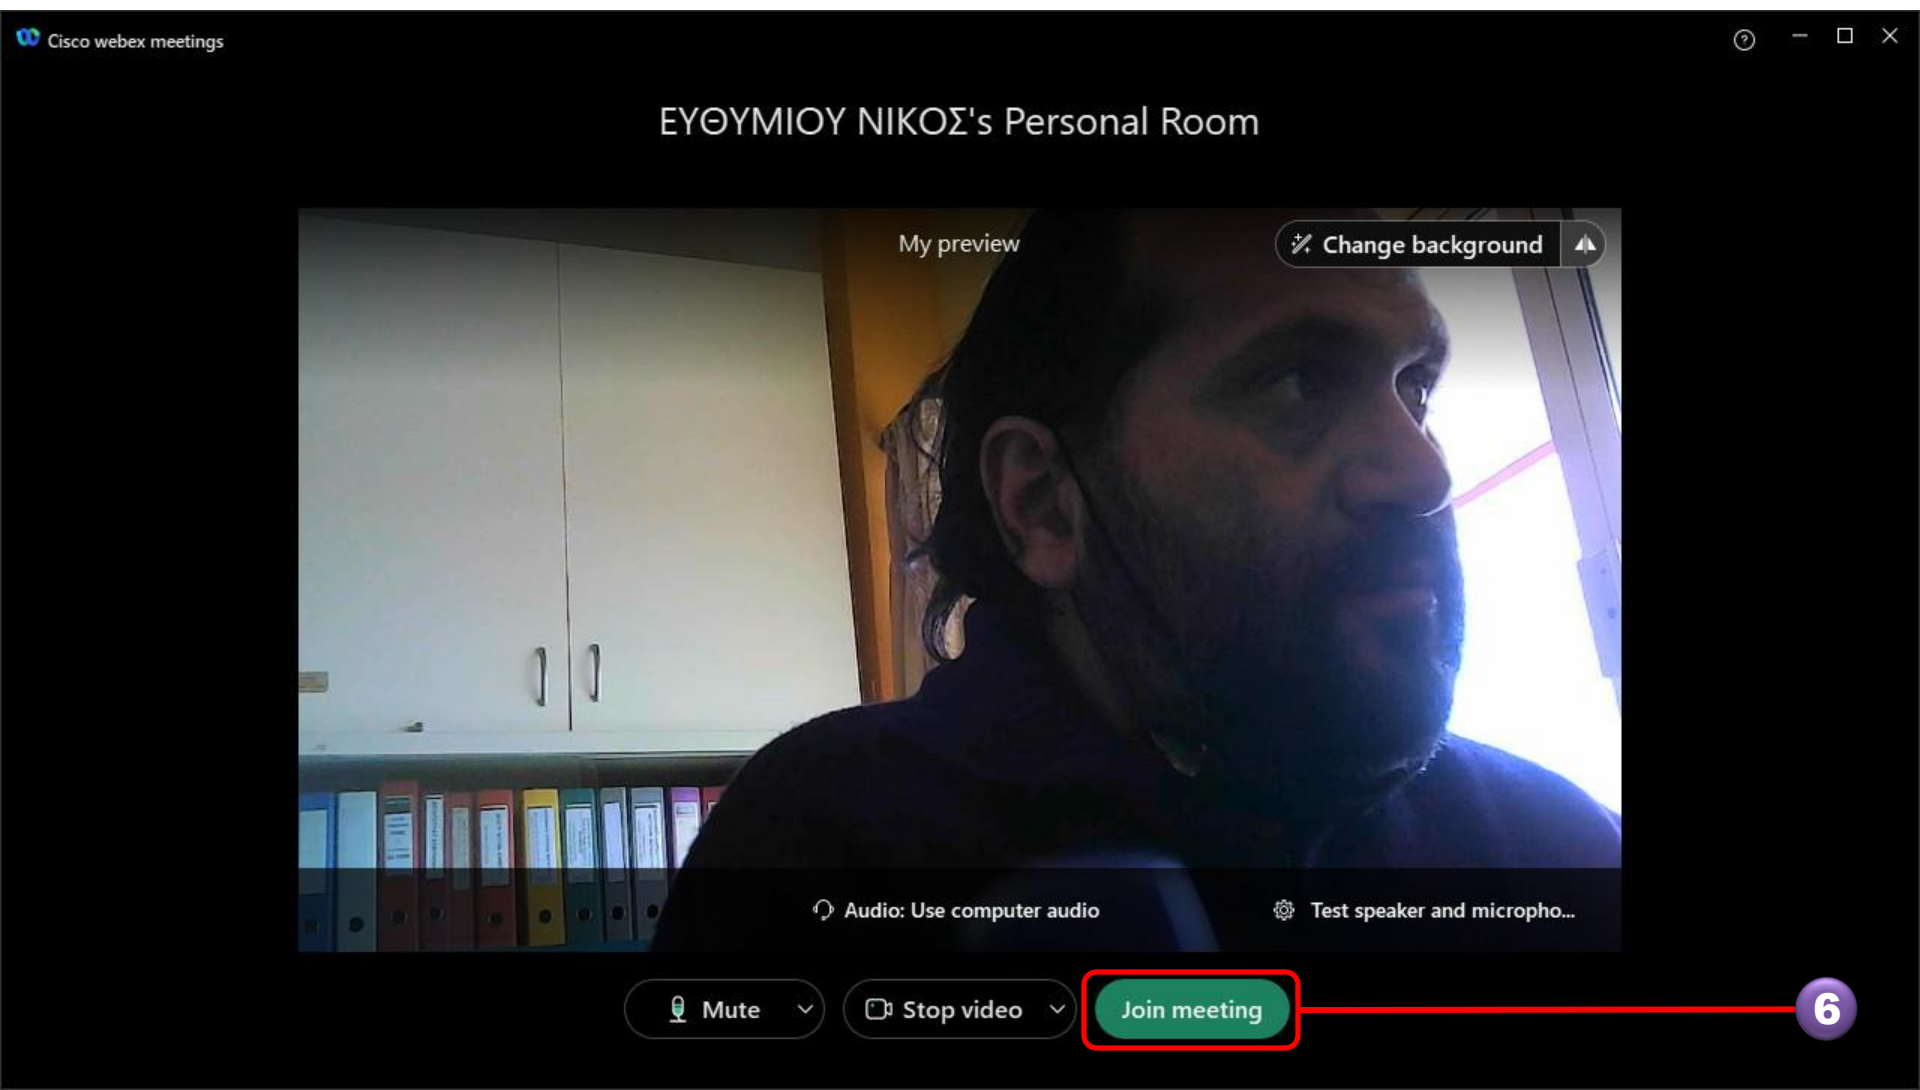 Cisco webex meetings
ΕΥΘΥΜΙΟΥ ΝΙΚΟΣ's Personal Room
My preview
Change background
Audio: Use computer audio
Test speaker and micropho...
Mute
Stop video
Join meeting
6